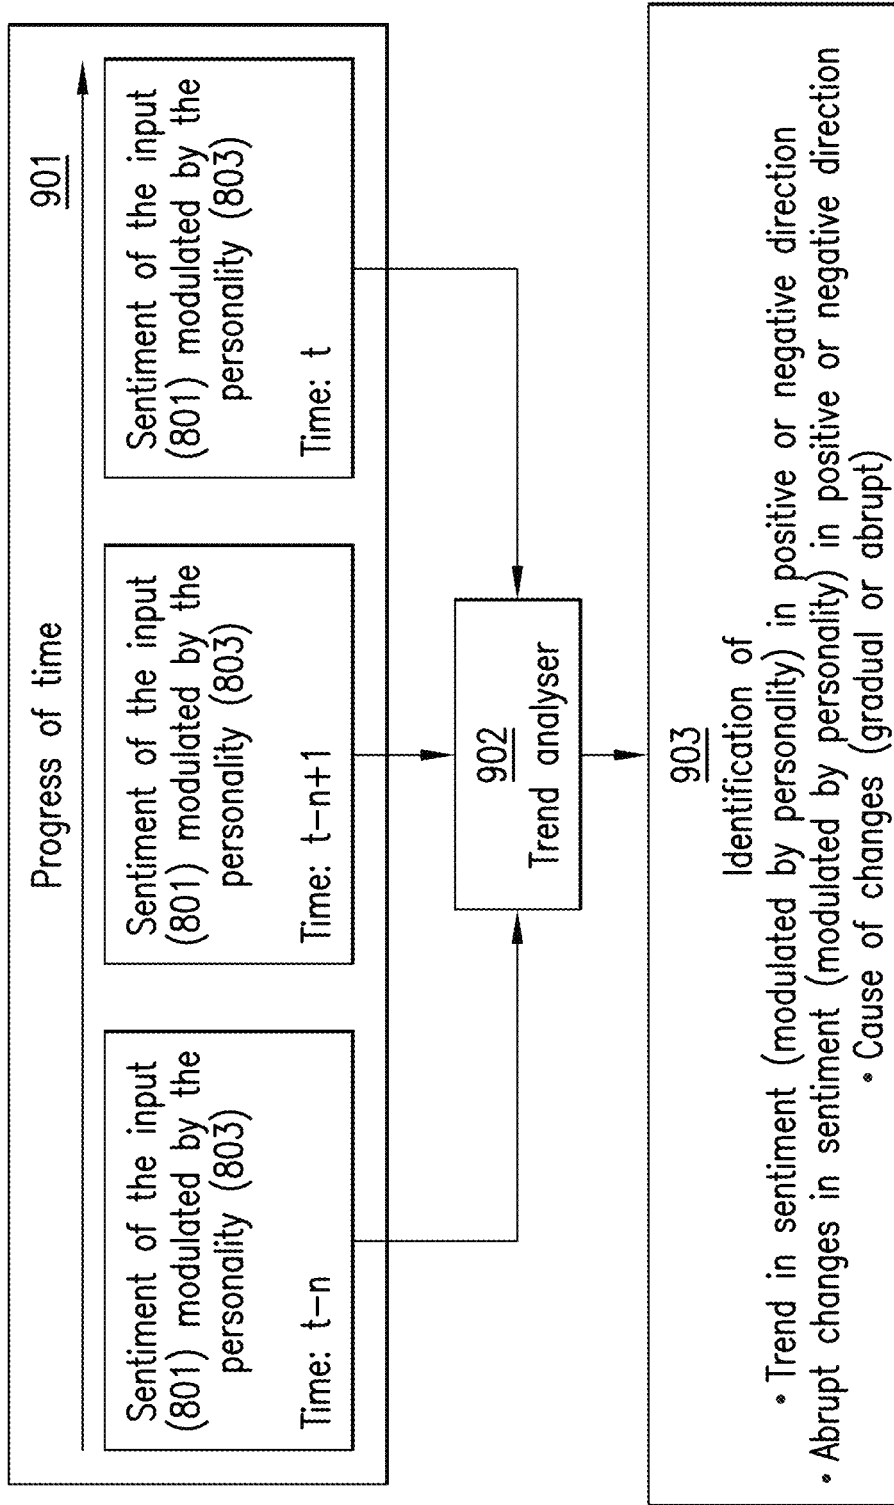 Progress of time
901
Sentiment of the input
(801) modulated by the
personality (803)
Time: t-n
Sentiment of the input
(801) modulated by the
personality (803)
Time: t-n+1
Sentiment of the input
(801) modulated by the
personality (803)
Time: t
902
Trend analyser
903
Identification of
• Trend in sentiment (modulated by personality) in positive or negative direction
• Abrupt changes in sentiment (modulated by personality) in positive or negative direction
• Cause of changes (gradual or abrupt)